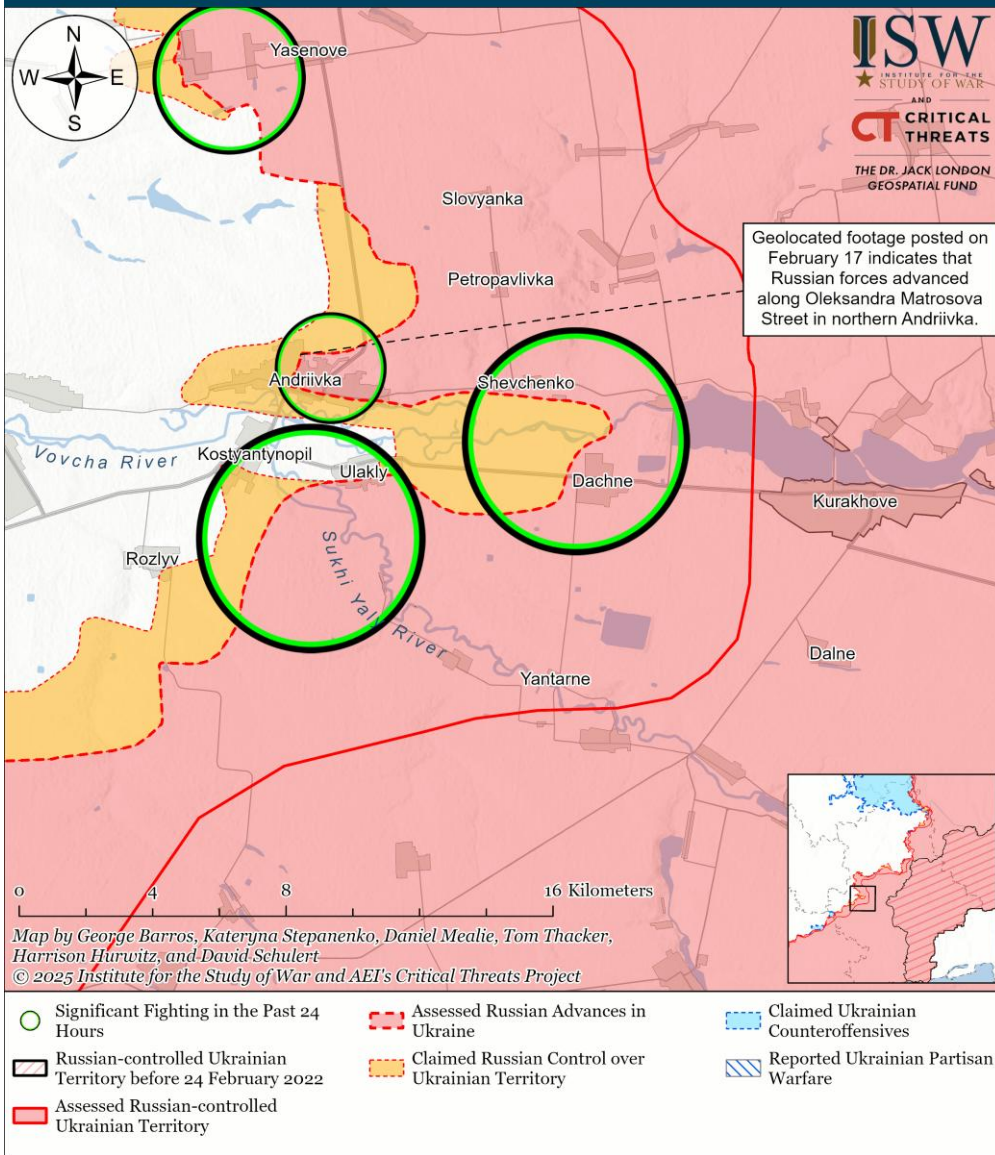 N
W E
S
Yasenove
ISW
INSTITUTE FOR THE
STUDY OF WAR
AND
CT CRITICAL
THREATS
THE DR. JACK LONDON
GEOSPATIAL FUND
Slovyanka
Geolocated footage posted on
February 17 indicates that
Russian forces advanced
along Oleksandra Matrosova
Street in northern Andriivka.
Petropavlivka
Andriivka
Shevchenko
Vovcha River
Kostyantynopil
Ulakly
Dachne
Kurakhove
Rozlyv
Sukhi Yaly River
Dalne
Yantarne
0 4 8 16 Kilometers
Map by George Barros, Kateryna Stepanenko, Daniel Mealie, Tom Thacker,
Harrison Hurwitz, and David Schulert
© 2025 Institute for the Study of War and AEI's Critical Threats Project
Significant Fighting in the Past 24
Hours
Russian-controlled Ukrainian
Territory before 24 February 2022
Assessed Russian-controlled
Ukrainian Territory
Assessed Russian Advances in
Ukraine
Claimed Russian Control over
Ukrainian Territory
Claimed Ukrainian
Counteroffensives
Reported Ukrainian Partisan
Warfare